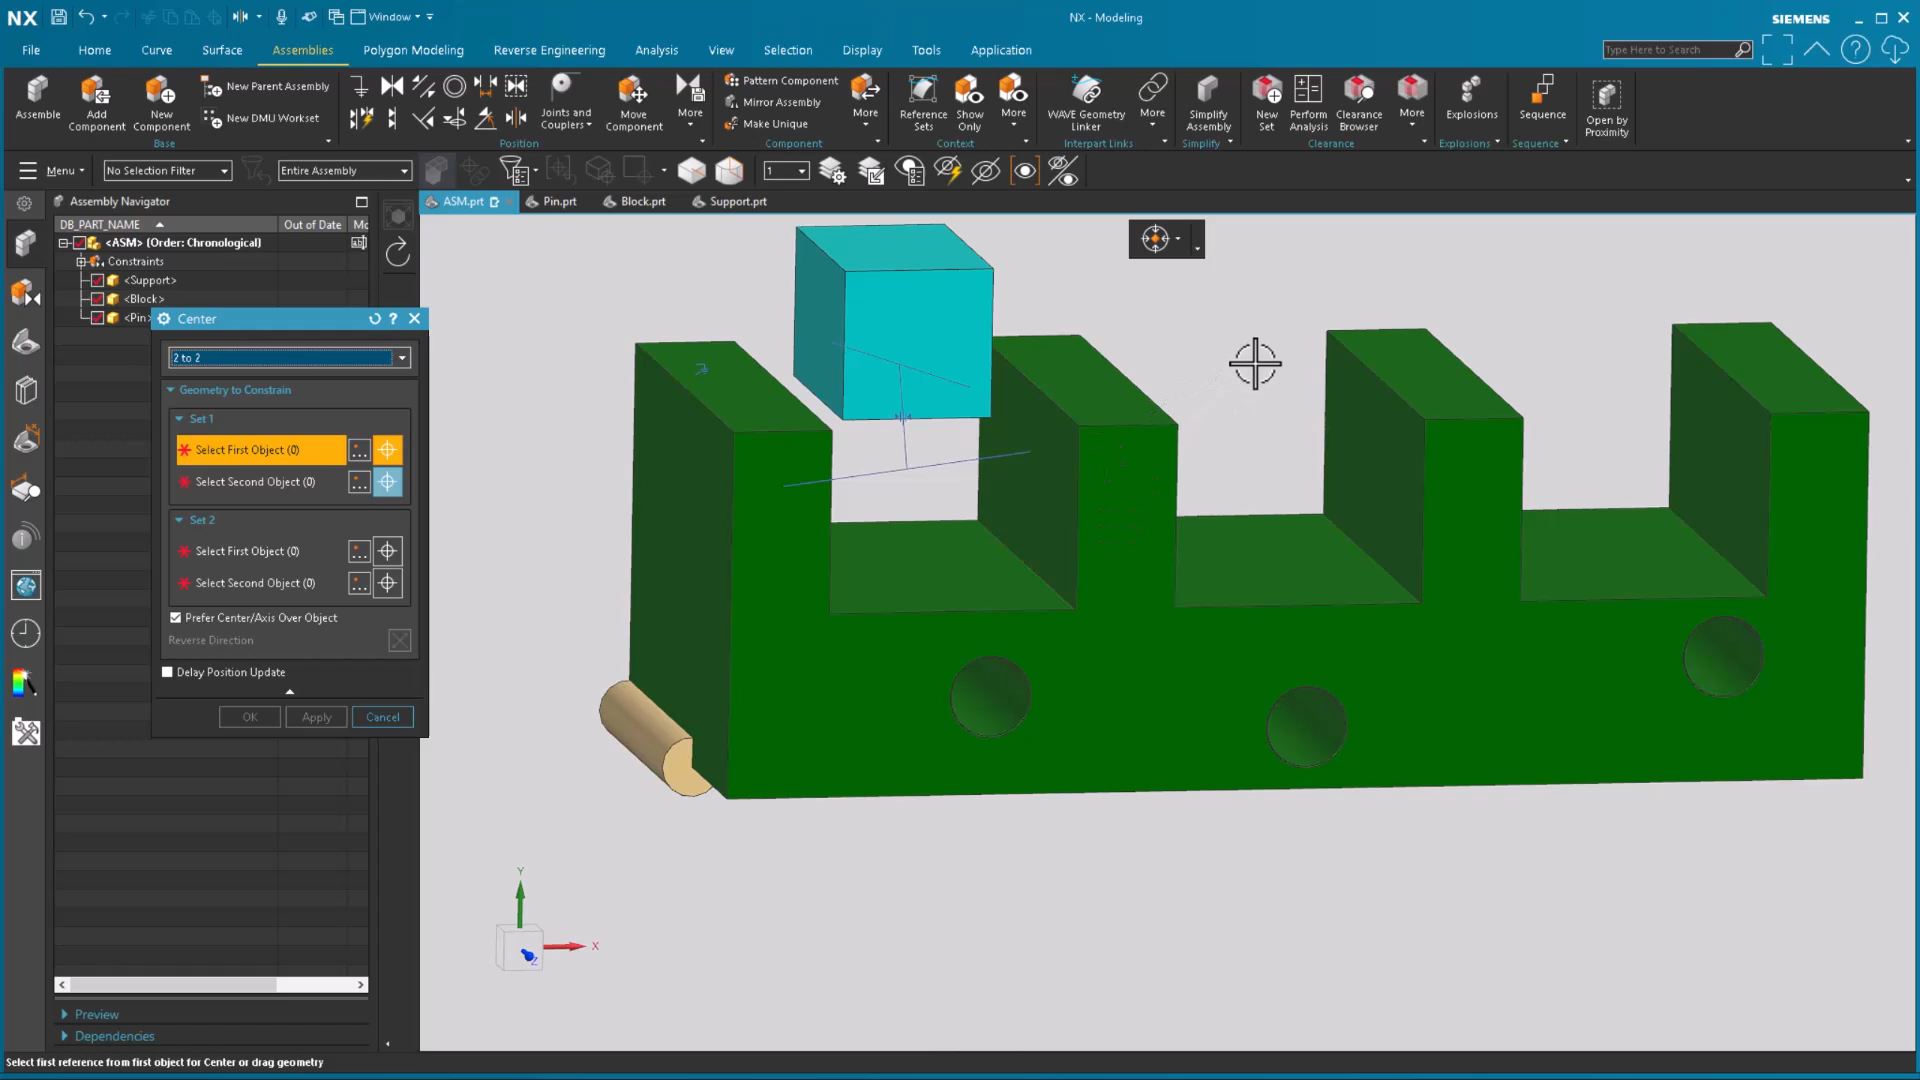 NX
Window
NX - Modeling
SIEMENS
File
Home
Curve
Surface
Assemblies
Polygon Modeling
Reverse Engineering
Analysis
View
Selection
Display
Tools
Application
Type Here to Search
Assemble
Add Component
New Component
New Parent Assembly
New DMU Workset
Base
Joints and Couplers
Move Component
More
Position
Pattern Component
Mirror Assembly
Make Unique
More
Component
Reference Sets
Show Only
More
Context
WAVE Geometry Linker
More
Interpart Links
Simplify Assembly
Simplify
New Set
Perform Analysis
Clearance Browser
More
Clearance
Explosions
Explosions
Sequence
Sequence
Open by Proximity
Menu
No Selection Filter
Entire Assembly
1
Assembly Navigator
ASM.prt
Pin.prt
Block.prt
Support.prt
DB_PART_NAME
Out of Date
Mc
<ASM> (Order: Chronological)
Constraints
<Support>
<Block>
<Pin>
Center
2 to 2
Geometry to Constrain
Set 1
Select First Object (0)
Select Second Object (0)
Set 2
Select First Object (0)
Select Second Object (0)
Prefer Center/Axis Over Object
Reverse Direction
Delay Position Update
OK
Apply
Cancel
Y
X
Z
Preview
Dependencies
Select first reference from first object for Center or drag geometry